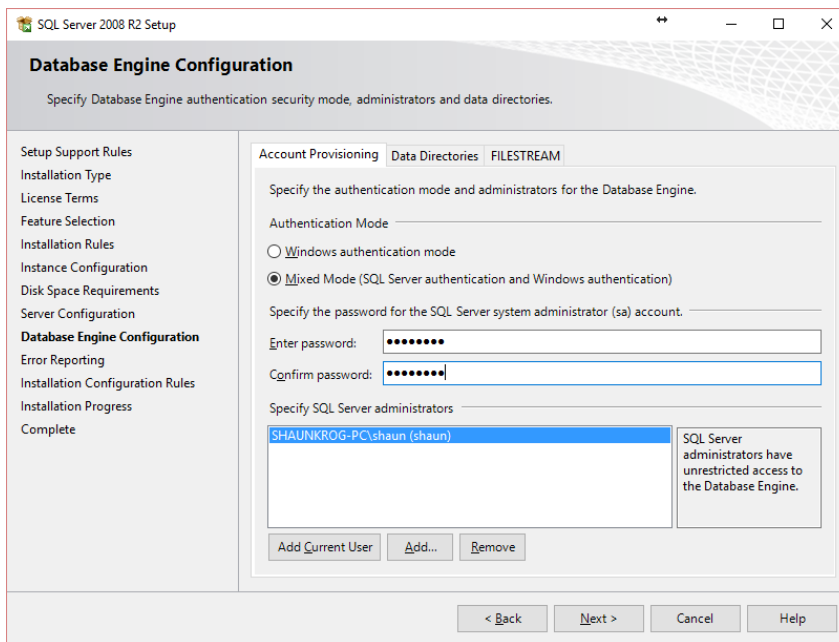 SQL Server 2008 R2 Setup
Database Engine Configuration
Specify Database Engine authentication security mode, administrators and data directories.
Setup Support Rules
Installation Type
License Terms
Feature Selection
Installation Rules
Instance Configuration
Disk Space Requirements
Server Configuration
Database Engine Configuration
Error Reporting
Installation Configuration Rules
Installation Progress
Complete
Account Provisioning Data Directories FILESTREAM
Specify the authentication mode and administrators for the Database Engine.
Authentication Mode
Windows authentication mode
Mixed Mode (SQL Server authentication and Windows authentication)
Specify the password for the SQL Server system administrator (sa) account.
Enter password: ●●●●●●●●
Confirm password: ●●●●●●●●
Specify SQL Server administrators
SHAUNKROG-PC\shaun (shaun)
SQL Server
administrators have
unrestricted access to
the Database Engine.
Add Current User Add... Remove
< Back Next > Cancel Help